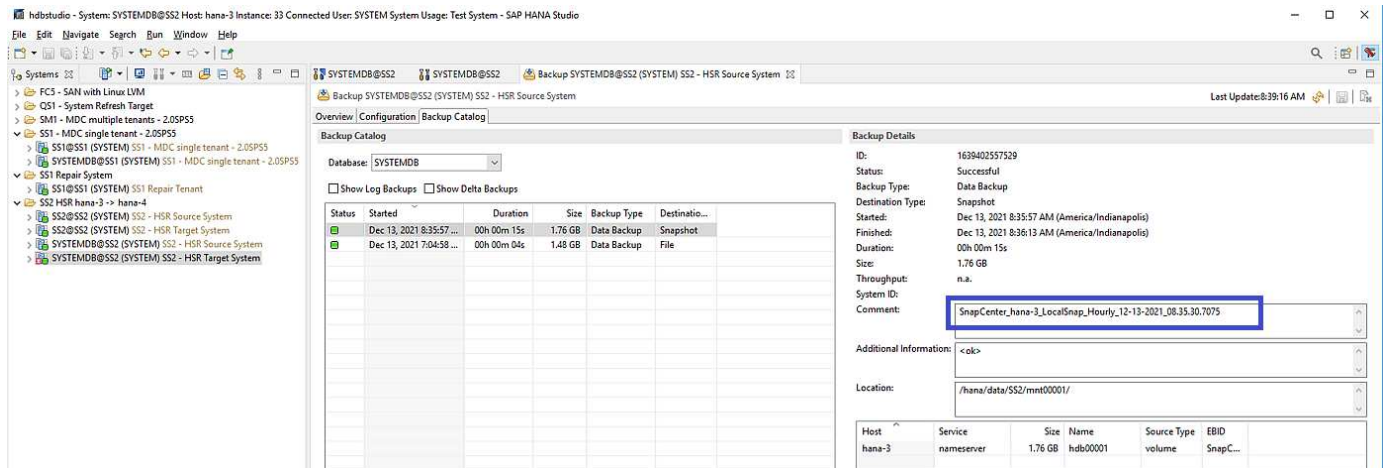 hdbstudio - System: SYSTEMDB@SS2 Host: hana-3 Instance: 33 Connected User: SYSTEM System Usage: Test System - SAP HANA Studio
File Edit Navigate Search Run Window Help
Systems
FC5 - SAN with Linux LVM
QS1 - System Refresh Target
SM1 - MDC multiple tenants - 2.0SPS5
SS1 - MDC single tenant - 2.0SPS5
SS1@SS1 (SYSTEM) SS1 - MDC single tenant - 2.0SPS5
SYSTEMDB@SS1 (SYSTEM) SS1 - MDC single tenant - 2.0SPS5
SS1 Repair System
SS1@SS1 (SYSTEM) SS1 Repair Tenant
SS2 HSR hana-3 -> hana-4
SS2@SS2 (SYSTEM) SS2 - HSR Source System
SS2@SS2 (SYSTEM) SS2 - HSR Target System
SYSTEMDB@SS2 (SYSTEM) SS2 - HSR Source System
SYSTEMDB@SS2 (SYSTEM) SS2 - HSR Target System
SYSTEMDB@SS2 SYSTEMDB@SS2 Backup SYSTEMDB@SS2 (SYSTEM) SS2 - HSR Source System
Backup SYSTEMDB@SS2 (SYSTEM) SS2 - HSR Source System
Last Update:8:39:16 AM
Overview Configuration Backup Catalog
Backup Catalog
Database: SYSTEMDB
Show Log Backups Show Delta Backups
Status Started Duration Size Backup Type Destinatio...
Dec 13, 2021 8:35:57 ... 00h 00m 15s 1.76 GB Data Backup Snapshot
Dec 13, 2021 7:04:58 ... 00h 00m 04s 1.48 GB Data Backup File
Backup Details
ID: 1639402557529
Status: Successful
Backup Type: Data Backup
Destination Type: Snapshot
Started: Dec 13, 2021 8:35:57 AM (America/Indianapolis)
Finished: Dec 13, 2021 8:36:13 AM (America/Indianapolis)
Duration: 00h 00m 15s
Size: 1.76 GB
Throughput: n.a.
System ID:
Comment: SnapCenter_hana-3_LocalSnap_Hourly_12-13-2021_08.35.30.7075
Additional Information: <ok>
Location: /hana/data/SS2/mnt00001/
Host Service Size Name Source Type EBID
hana-3 nameserver 1.76 GB hdb00001 volume SnapC...